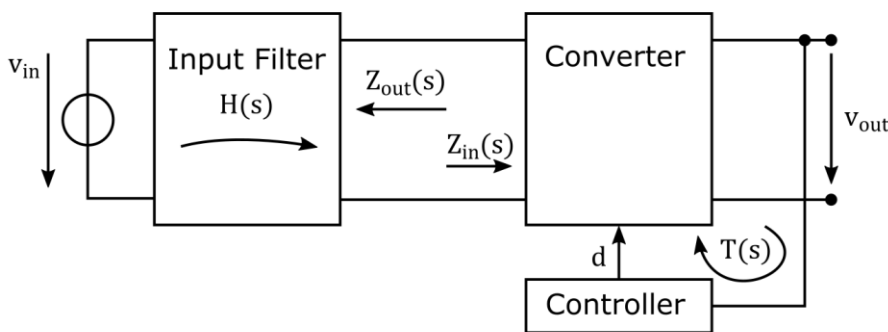 v_in
Input Filter
H(s)
Z_out(s)
Z_in(s)
Converter
v_out
d
T(s)
Controller